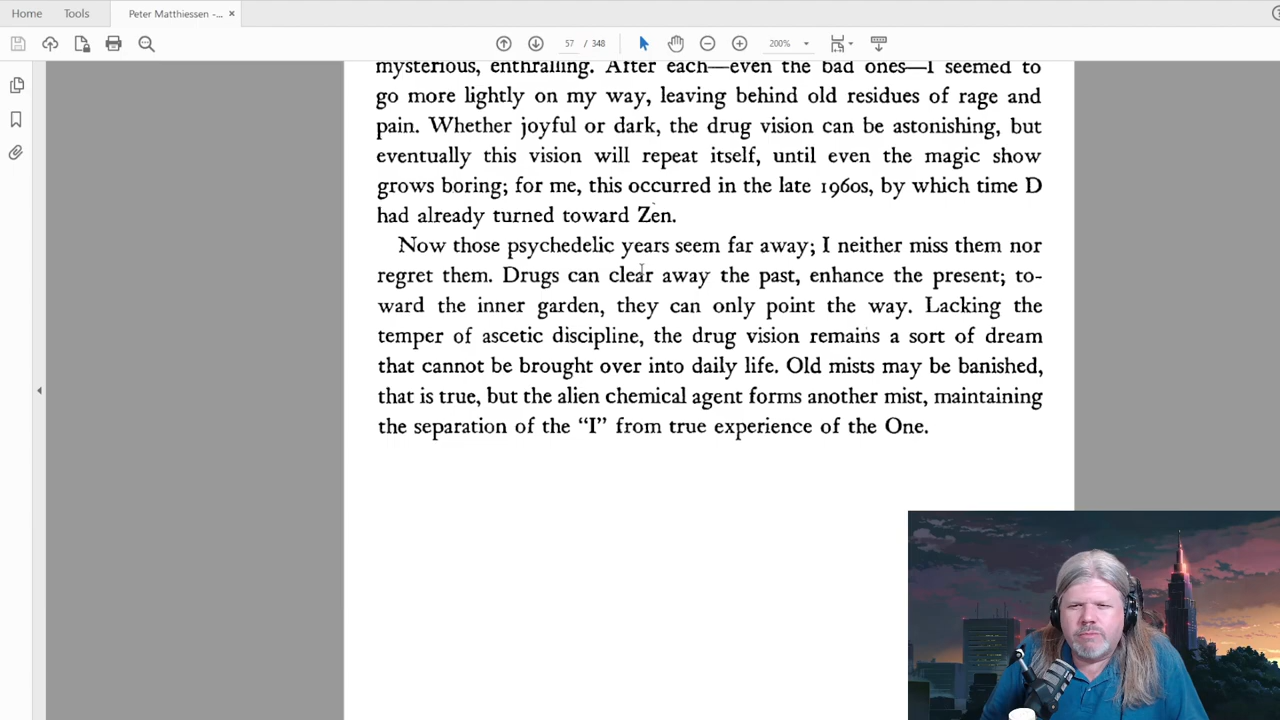 Home Tools Peter Matthiessen -... ×
57 / 348 200%
mysterious, enthralling. After each—even the bad ones—I seemed to
go more lightly on my way, leaving behind old residues of rage and
pain. Whether joyful or dark, the drug vision can be astonishing, but
eventually this vision will repeat itself, until even the magic show
grows boring; for me, this occurred in the late 1960s, by which time D
had already turned toward Zen.
Now those psychedelic years seem far away; I neither miss them nor
regret them. Drugs can clear away the past, enhance the present; to-
ward the inner garden, they can only point the way. Lacking the
temper of ascetic discipline, the drug vision remains a sort of dream
that cannot be brought over into daily life. Old mists may be banished,
that is true, but the alien chemical agent forms another mist, maintaining
the separation of the “I” from true experience of the One.